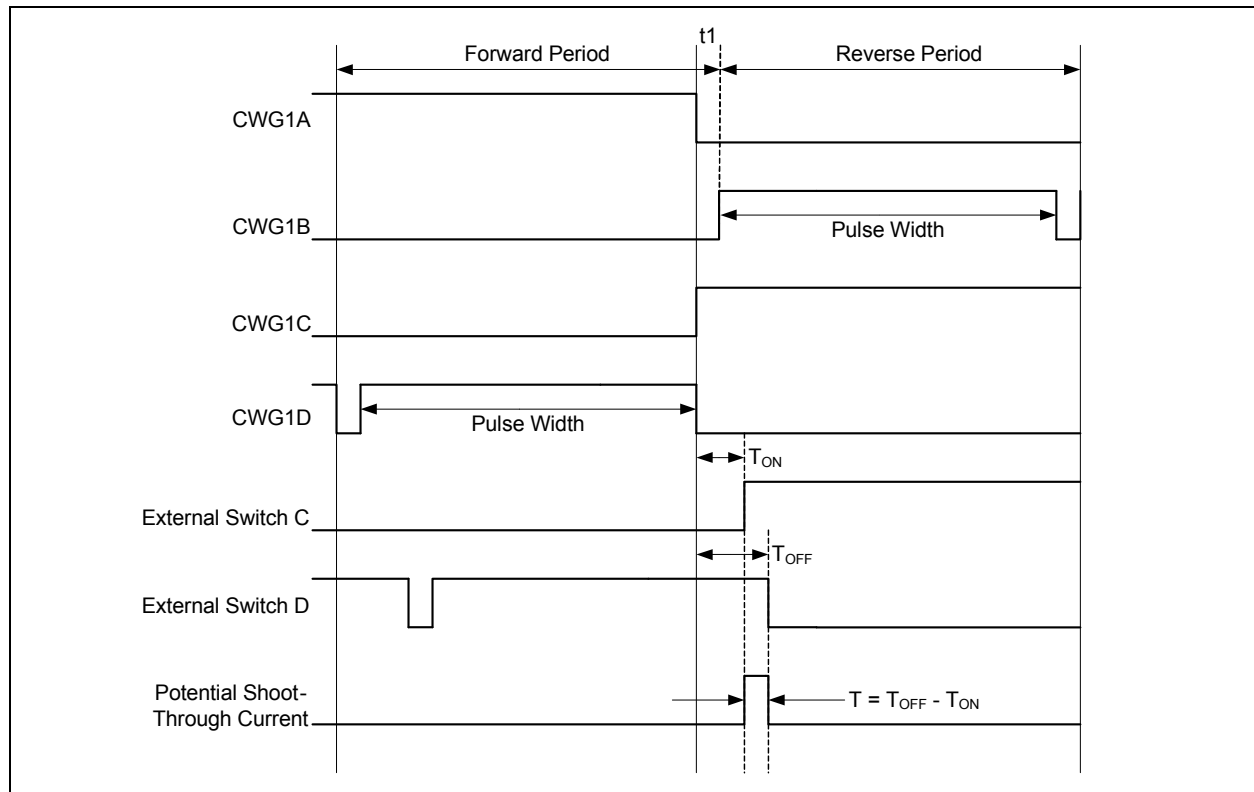 t1
Forward Period
Reverse Period
CWG1A
CWG1B
Pulse Width
CWG1C
CWG1D
Pulse Width
TON
External Switch C
TOFF
External Switch D
Potential Shoot-
Through Current
T = TOFF - TON